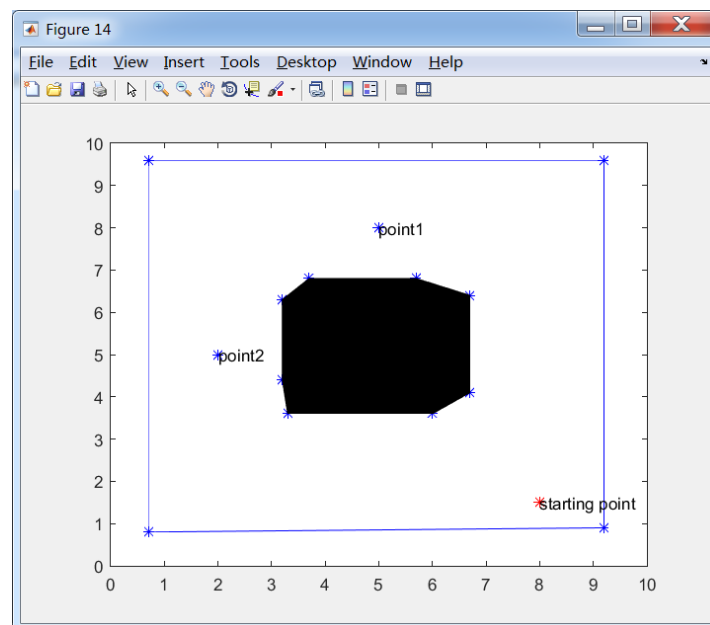 Figure 14
File Edit View Insert Tools Desktop Window Help
10
9
8
7
6
5
4
3
2
1
0
point1
point2
starting point
0 1 2 3 4 5 6 7 8 9 10